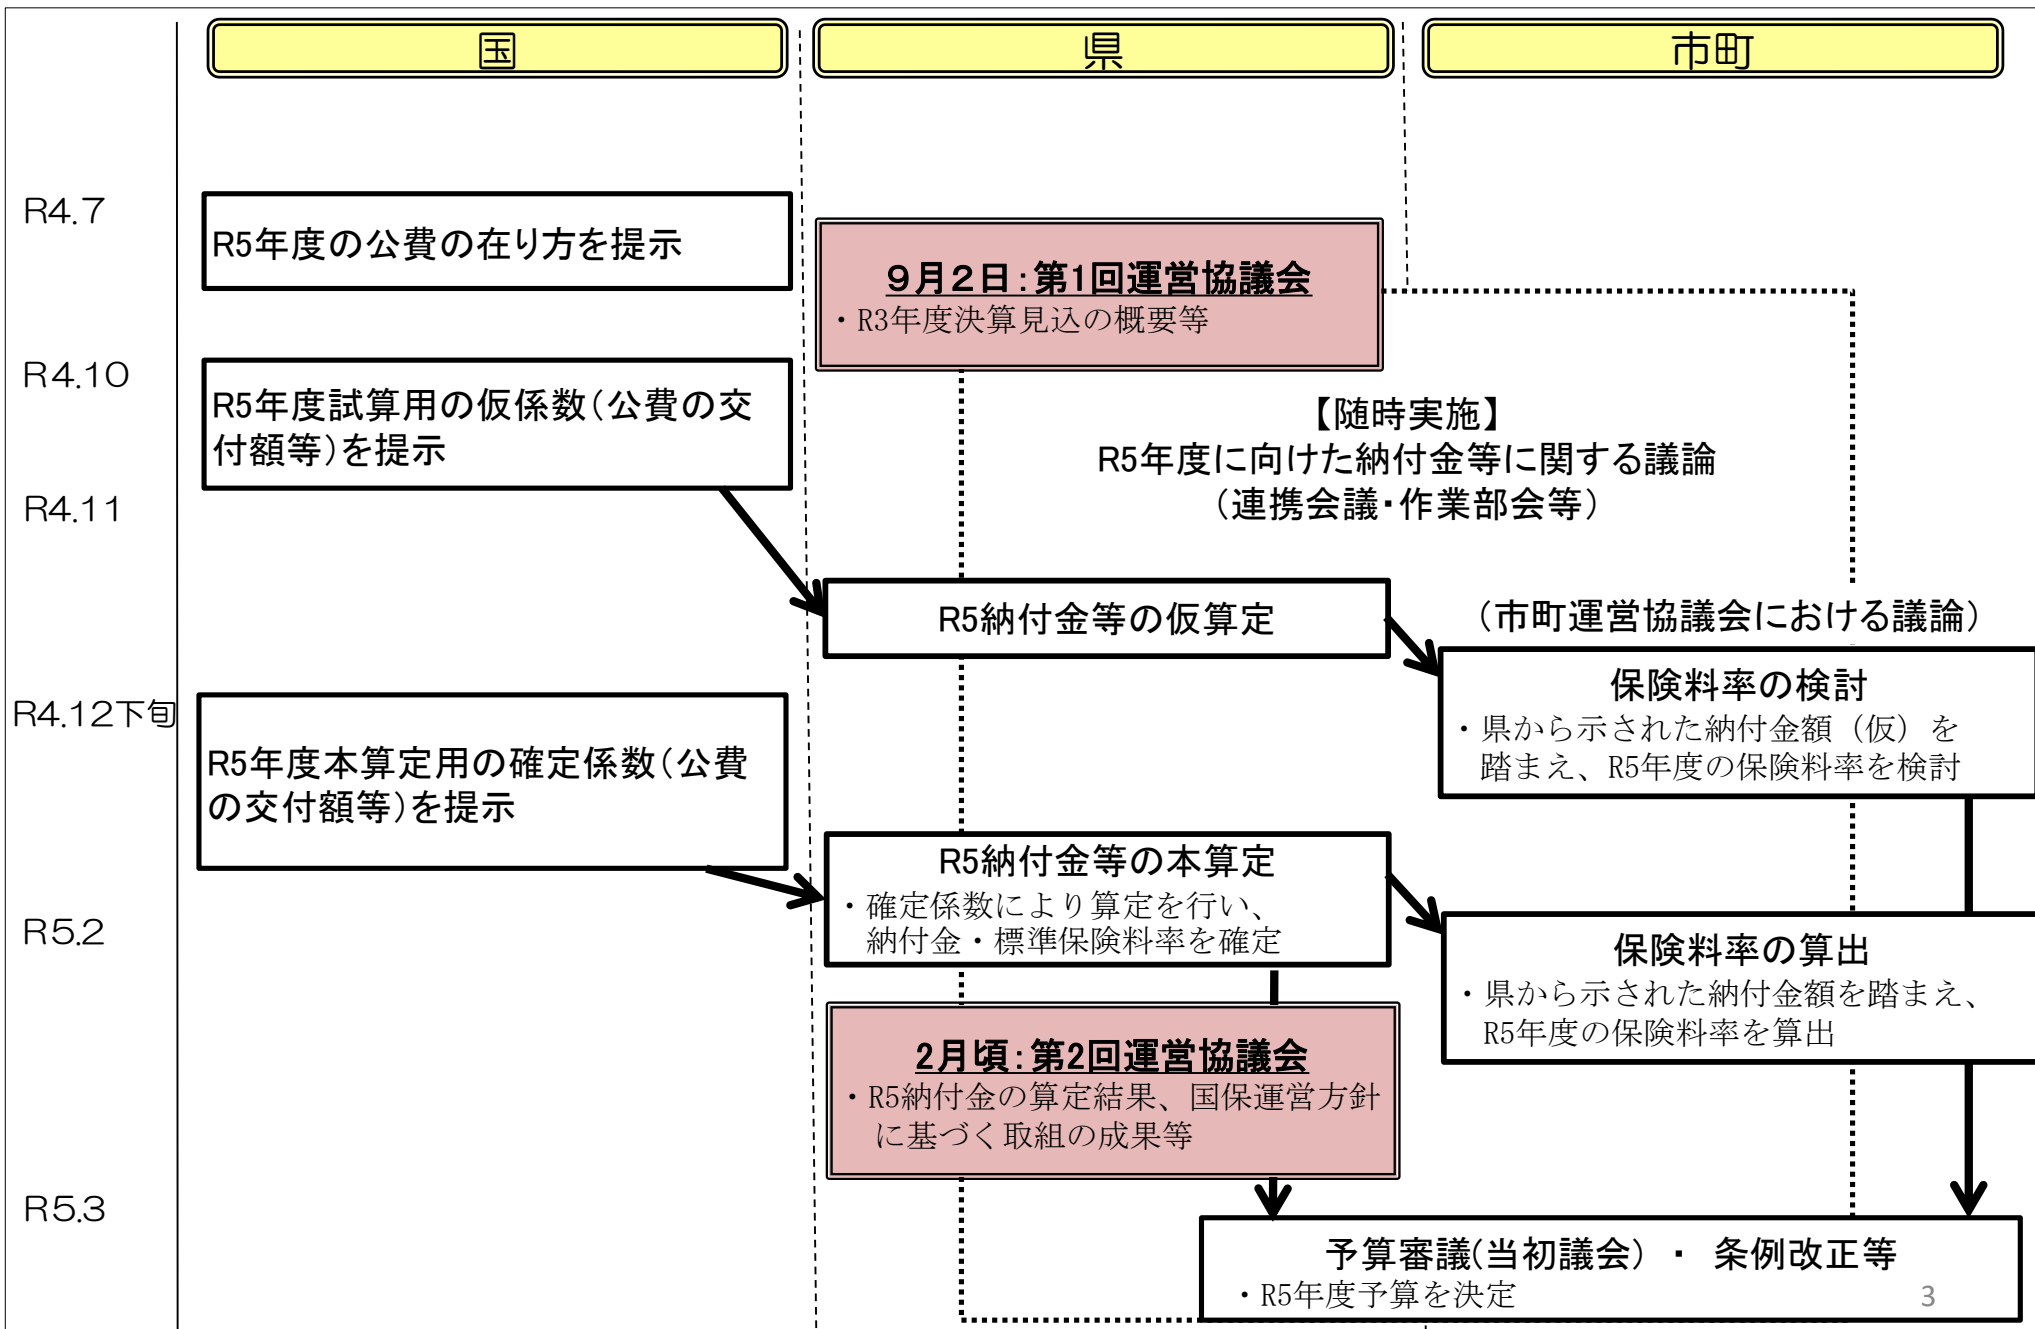 国
県
市町
R4.7
R5年度の公費の在り方を提示
９月２日：第1回運営協議会
・R3年度決算見込の概要等
R4.10
R5年度試算用の仮係数（公費の交
付額等）を提示
【随時実施】
R5年度に向けた納付金等に関する議論
（連携会議・作業部会等）
R4.11
R5納付金等の仮算定
（市町運営協議会における議論）
保険料率の検討
・県から示された納付金額（仮）を
踏まえ、R5年度の保険料率を検討
R4.12下旬
R5年度本算定用の確定係数（公費
の交付額等）を提示
R5納付金等の本算定
・確定係数により算定を行い、
納付金・標準保険料率を確定
R5.2
保険料率の算出
・県から示された納付金額を踏まえ、
R5年度の保険料率を算出
2月頃：第2回運営協議会
・R5納付金の算定結果、国保運営方針
に基づく取組の成果等
R5.3
予算審議(当初議会)　・　条例改正等
・R5年度予算を決定
3